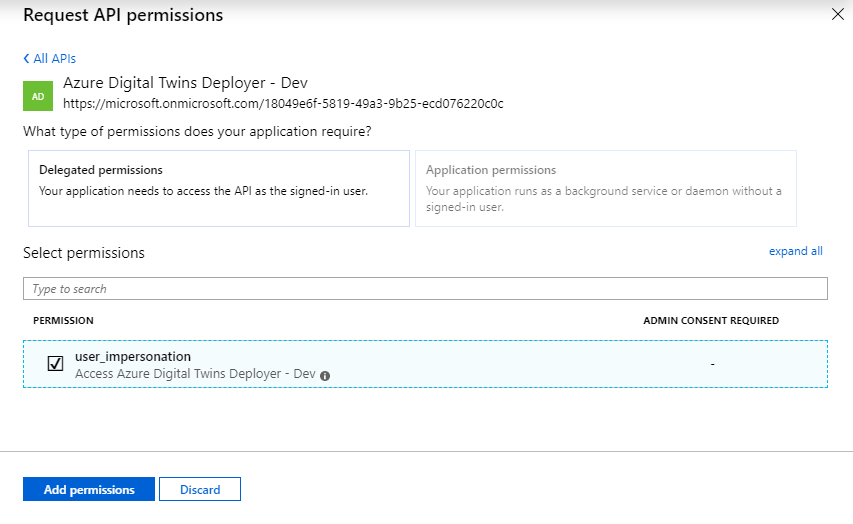 Request API permissions
All APIs
AD
Azure Digital Twins Deployer - Dev
https://microsoft.onmicrosoft.com/18049e6f-5819-49a3-9b25-ecd076220c0c
What type of permissions does your application require?
Delegated permissions
Your application needs to access the API as the signed-in user.
Application permissions
Your application runs as a background service or daemon without a
signed-in user.
Select permissions
expand all
Type to search
PERMISSION
ADMIN CONSENT REQUIRED
user_impersonation
Access Azure Digital Twins Deployer - Dev
-
Add permissions
Discard